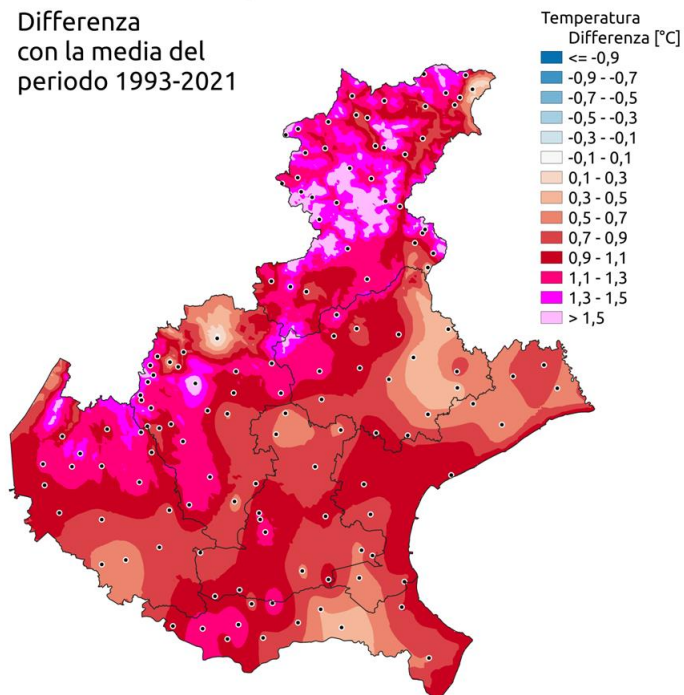 Differenza
con la media del
periodo 1993-2021
Temperatura
Differenza [°C]
<= -0,9
-0,9 - -0,7
-0,7 - -0,5
-0,5 - -0,3
-0,3 - -0,1
-0,1 - 0,1
0,1 - 0,3
0,3 - 0,5
0,5 - 0,7
0,7 - 0,9
0,9 - 1,1
1,1 - 1,3
1,3 - 1,5
> 1,5